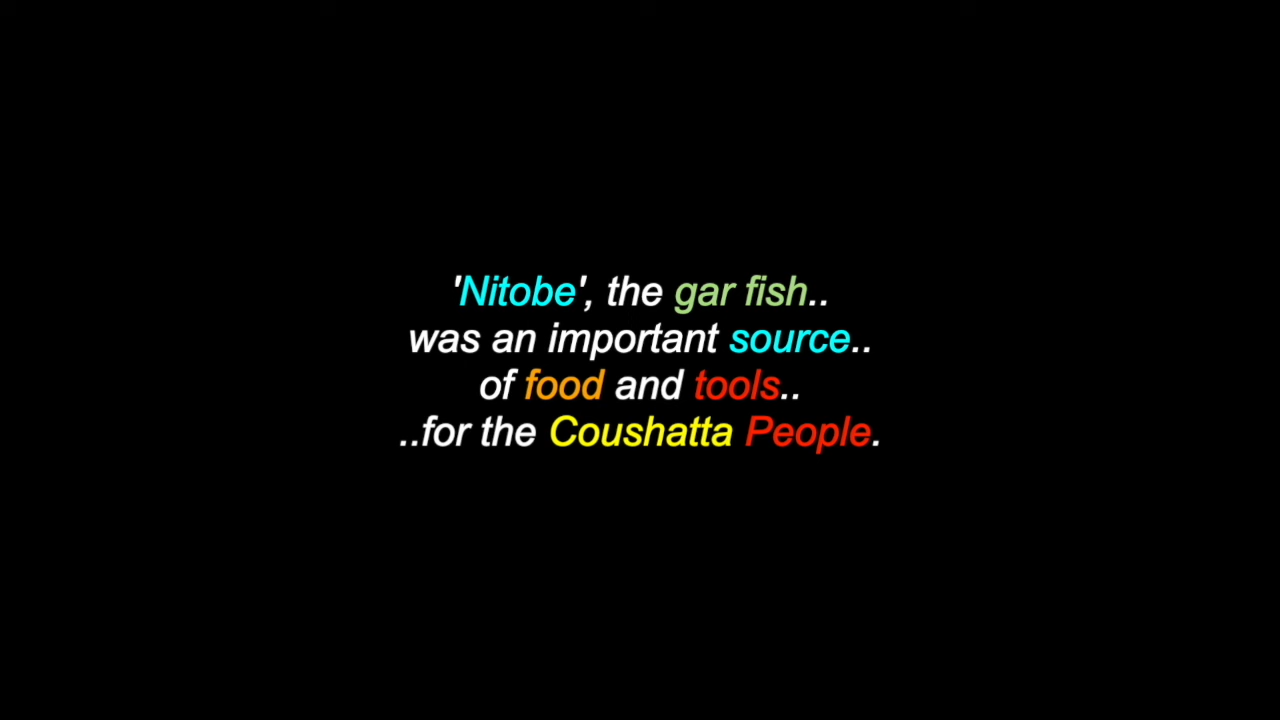 'Nitobe', the gar fish..
was an important source..
of food and tools..
..for the Coushatta People.